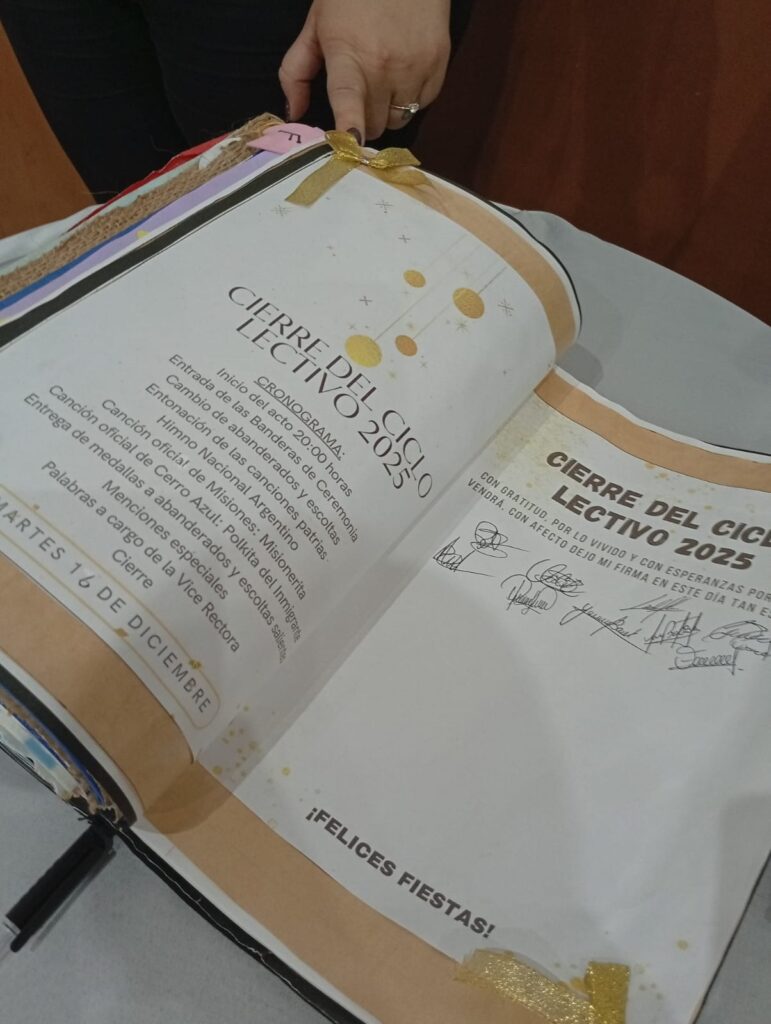 CIERRE DEL CICLO
LECTIVO 2025
CRONOGRAMA:
Inicio del acto 20:00 horas
Entrada de las Banderas de Ceremonia
Cambio de abanderados y escoltas
Entonación de las canciones patrias.
Himno Nacional Argentino
Canción oficial de Misiones: Misionerita
Canción oficial de Cerro Azul: Polkita del Inmigrante
Entrega de medallas a abanderados y escoltas saliente
Menciones especiales
Palabras a cargo de la Vice Rectora
Cierre
MARTES 16 DE DICIEMBRE
CIERRE DEL CICL
LECTIVO 2025
CON GRATITUD, POR LO VIVIDO Y CON ESPERANZAS POR
VENDRÁ, CON AFECTO DEJO MI FIRMA EN ESTE DÍA TAN ES
¡FELICES FIESTAS!